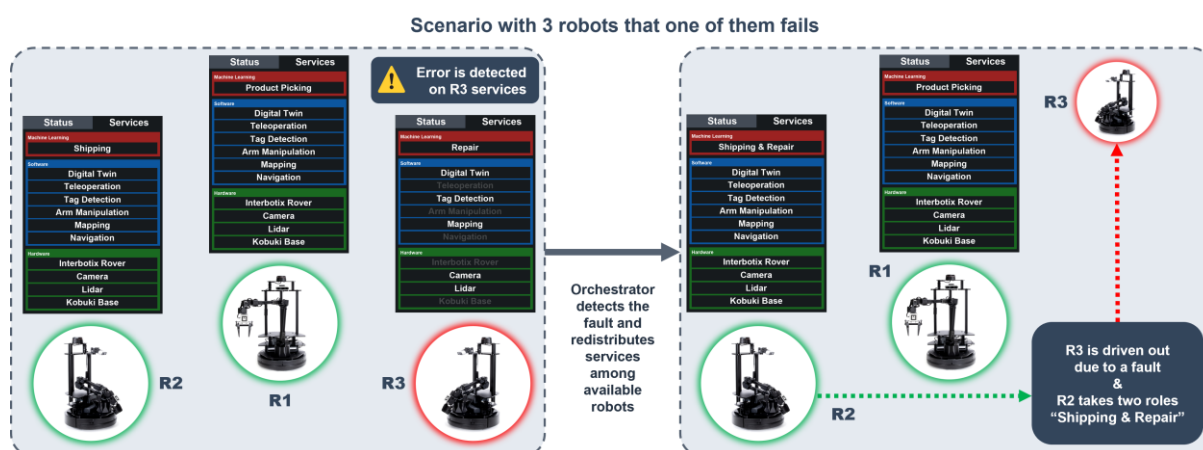 Scenario with 3 robots that one of them fails
Status Services
Machine Learning
Product Picking
Software
Digital Twin
Teleoperation
Tag Detection
Arm Manipulation
Mapping
Navigation
Hardware
Interbotix Rover
Camera
Lidar
Kobuki Base
R1
Status Services
Machine Learning
Shipping
Software
Digital Twin
Teleoperation
Tag Detection
Arm Manipulation
Mapping
Navigation
Hardware
Interbotix Rover
Camera
Lidar
Kobuki Base
R2
Error is detected
on R3 services
Status Services
Machine Learning
Repair
Software
Digital Twin
Teleoperation
Tag Detection
Arm Manipulation
Mapping
Navigation
Hardware
Interbotix Rover
Camera
Lidar
Kobuki Base
R3
Orchestrator
detects the
fault and
redistributes
services
among
available
robots
Status Services
Machine Learning
Shipping & Repair
Software
Digital Twin
Teleoperation
Tag Detection
Arm Manipulation
Mapping
Navigation
Hardware
Interbotix Rover
Camera
Lidar
Kobuki Base
R2
Status Services
Machine Learning
Product Picking
Software
Digital Twin
Teleoperation
Tag Detection
Arm Manipulation
Mapping
Navigation
Hardware
Interbotix Rover
Camera
Lidar
Kobuki Base
R1
R3
R3 is driven out
due to a fault
&
R2 takes two roles
“Shipping & Repair”